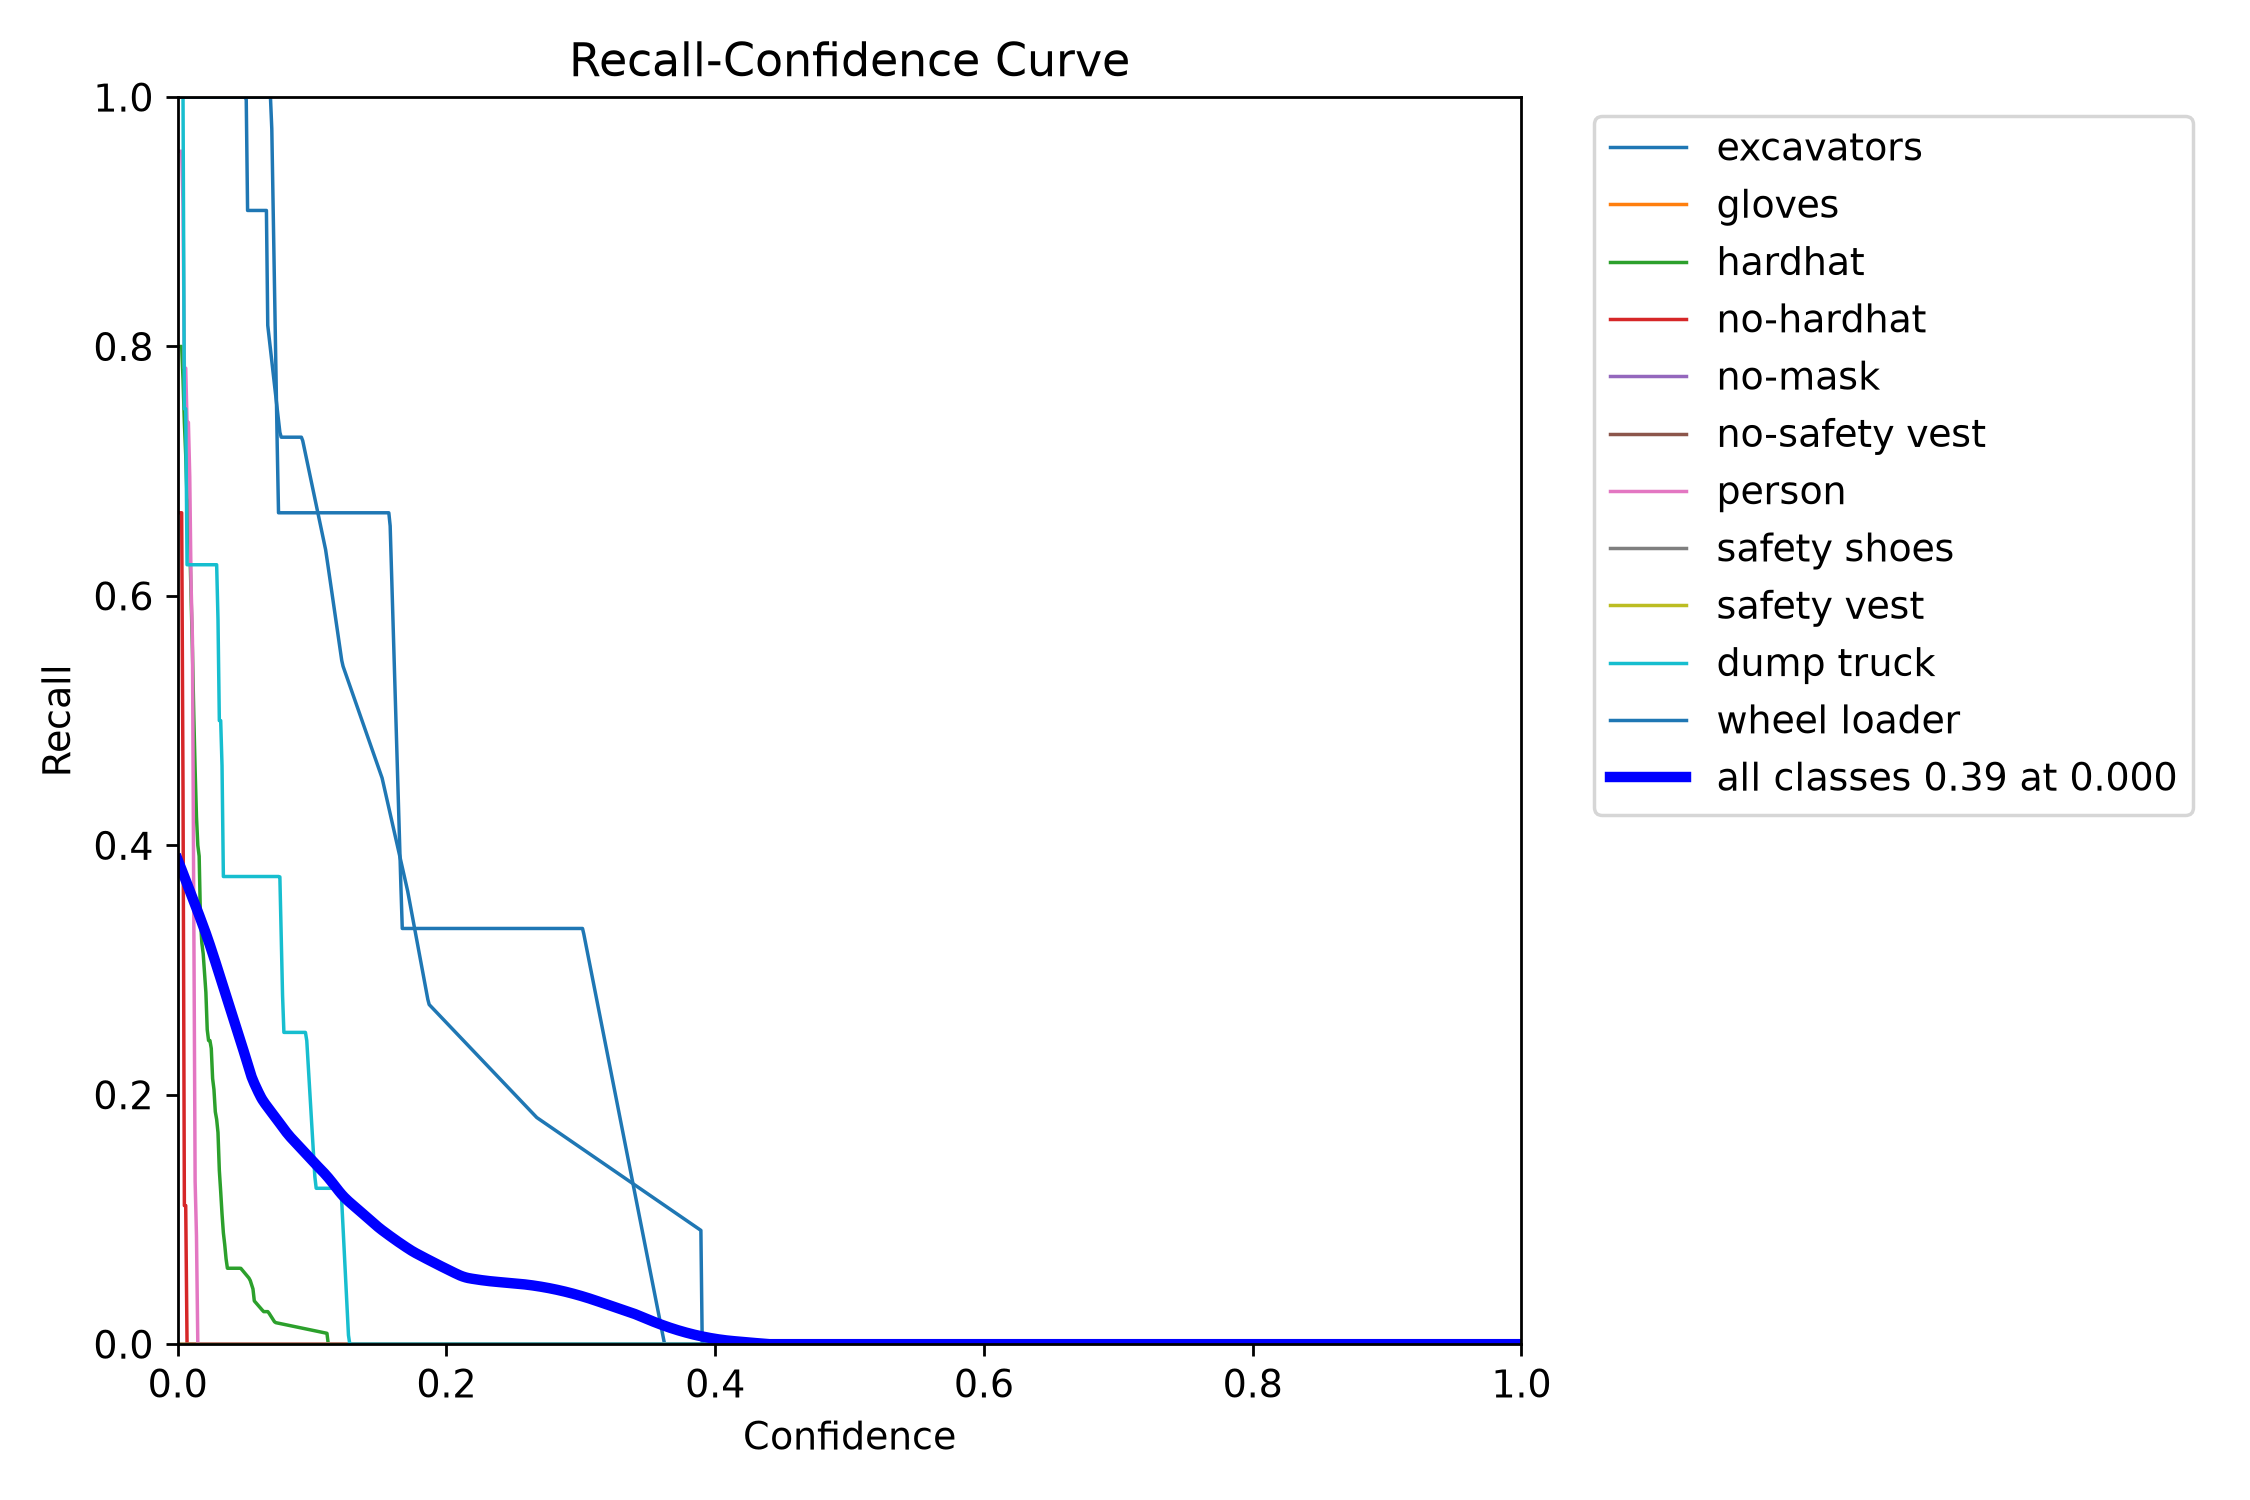 Recall-Confidence Curve
1.0
0.8
0.6
0.4
0.2
0.0
Recall
0.0 0.2 0.4 0.6 0.8 1.0
Confidence
excavators
gloves
hardhat
no-hardhat
no-mask
no-safety vest
person
safety shoes
safety vest
dump truck
wheel loader
all classes 0.39 at 0.000